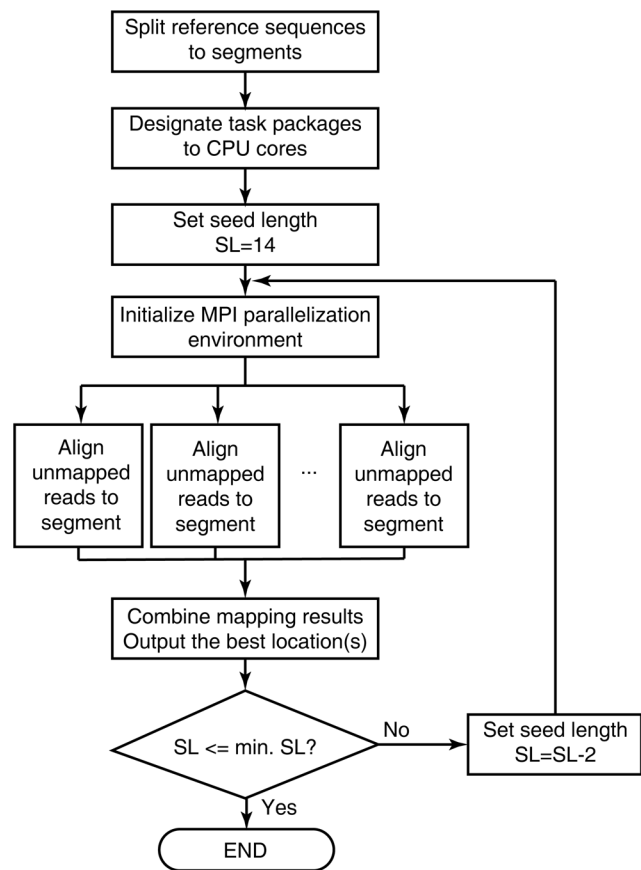 Split reference sequences
to segments
Designate task packages
to CPU cores
Set seed length
SL=14
Initialize MPI parallelization
environment
Align
unmapped
reads to
segment
Align
unmapped
reads to
segment
...
Align
unmapped
reads to
segment
Combine mapping results
Output the best location(s)
SL <= min. SL?
No
Set seed length
SL=SL-2
Yes
END